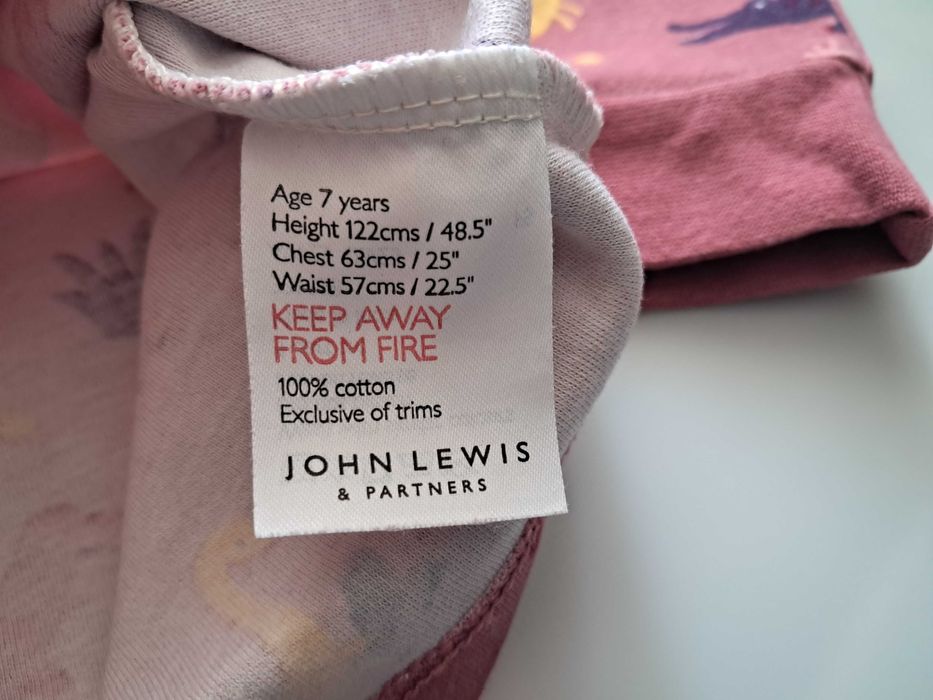 Age 7 years
Height 122cms / 48.5"
Chest 63cms / 25"
Waist 57cms / 22.5"
KEEP AWAY
FROM FIRE
100% cotton
Exclusive of trims
JOHN LEWIS
& PARTNERS